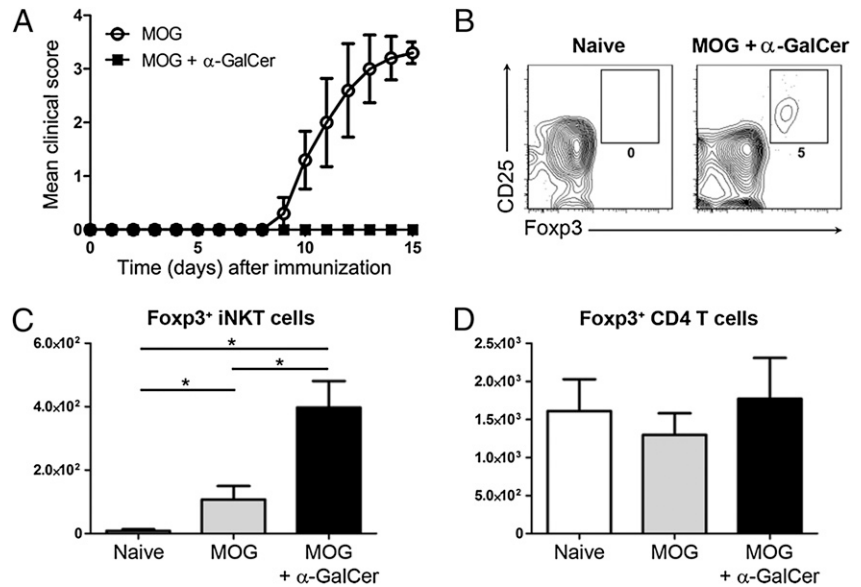 A
4
3
2
1
0
Mean clinical score
MOG
MOG + α-GalCer
0 5 10 15
Time (days) after immunization
B
Naive MOG + α-GalCer
CD25
0 5
Foxp3
C
Foxp3⁺ iNKT cells
6.0x10²
4.0x10²
2.0x10²
0
* 
*
*
Naive MOG MOG
+ α-GalCer
D
Foxp3⁺ CD4 T cells
2.5x10³
2.0x10³
1.5x10³
1.0x10³
5.0x10²
0
Naive MOG MOG
+ α-GalCer